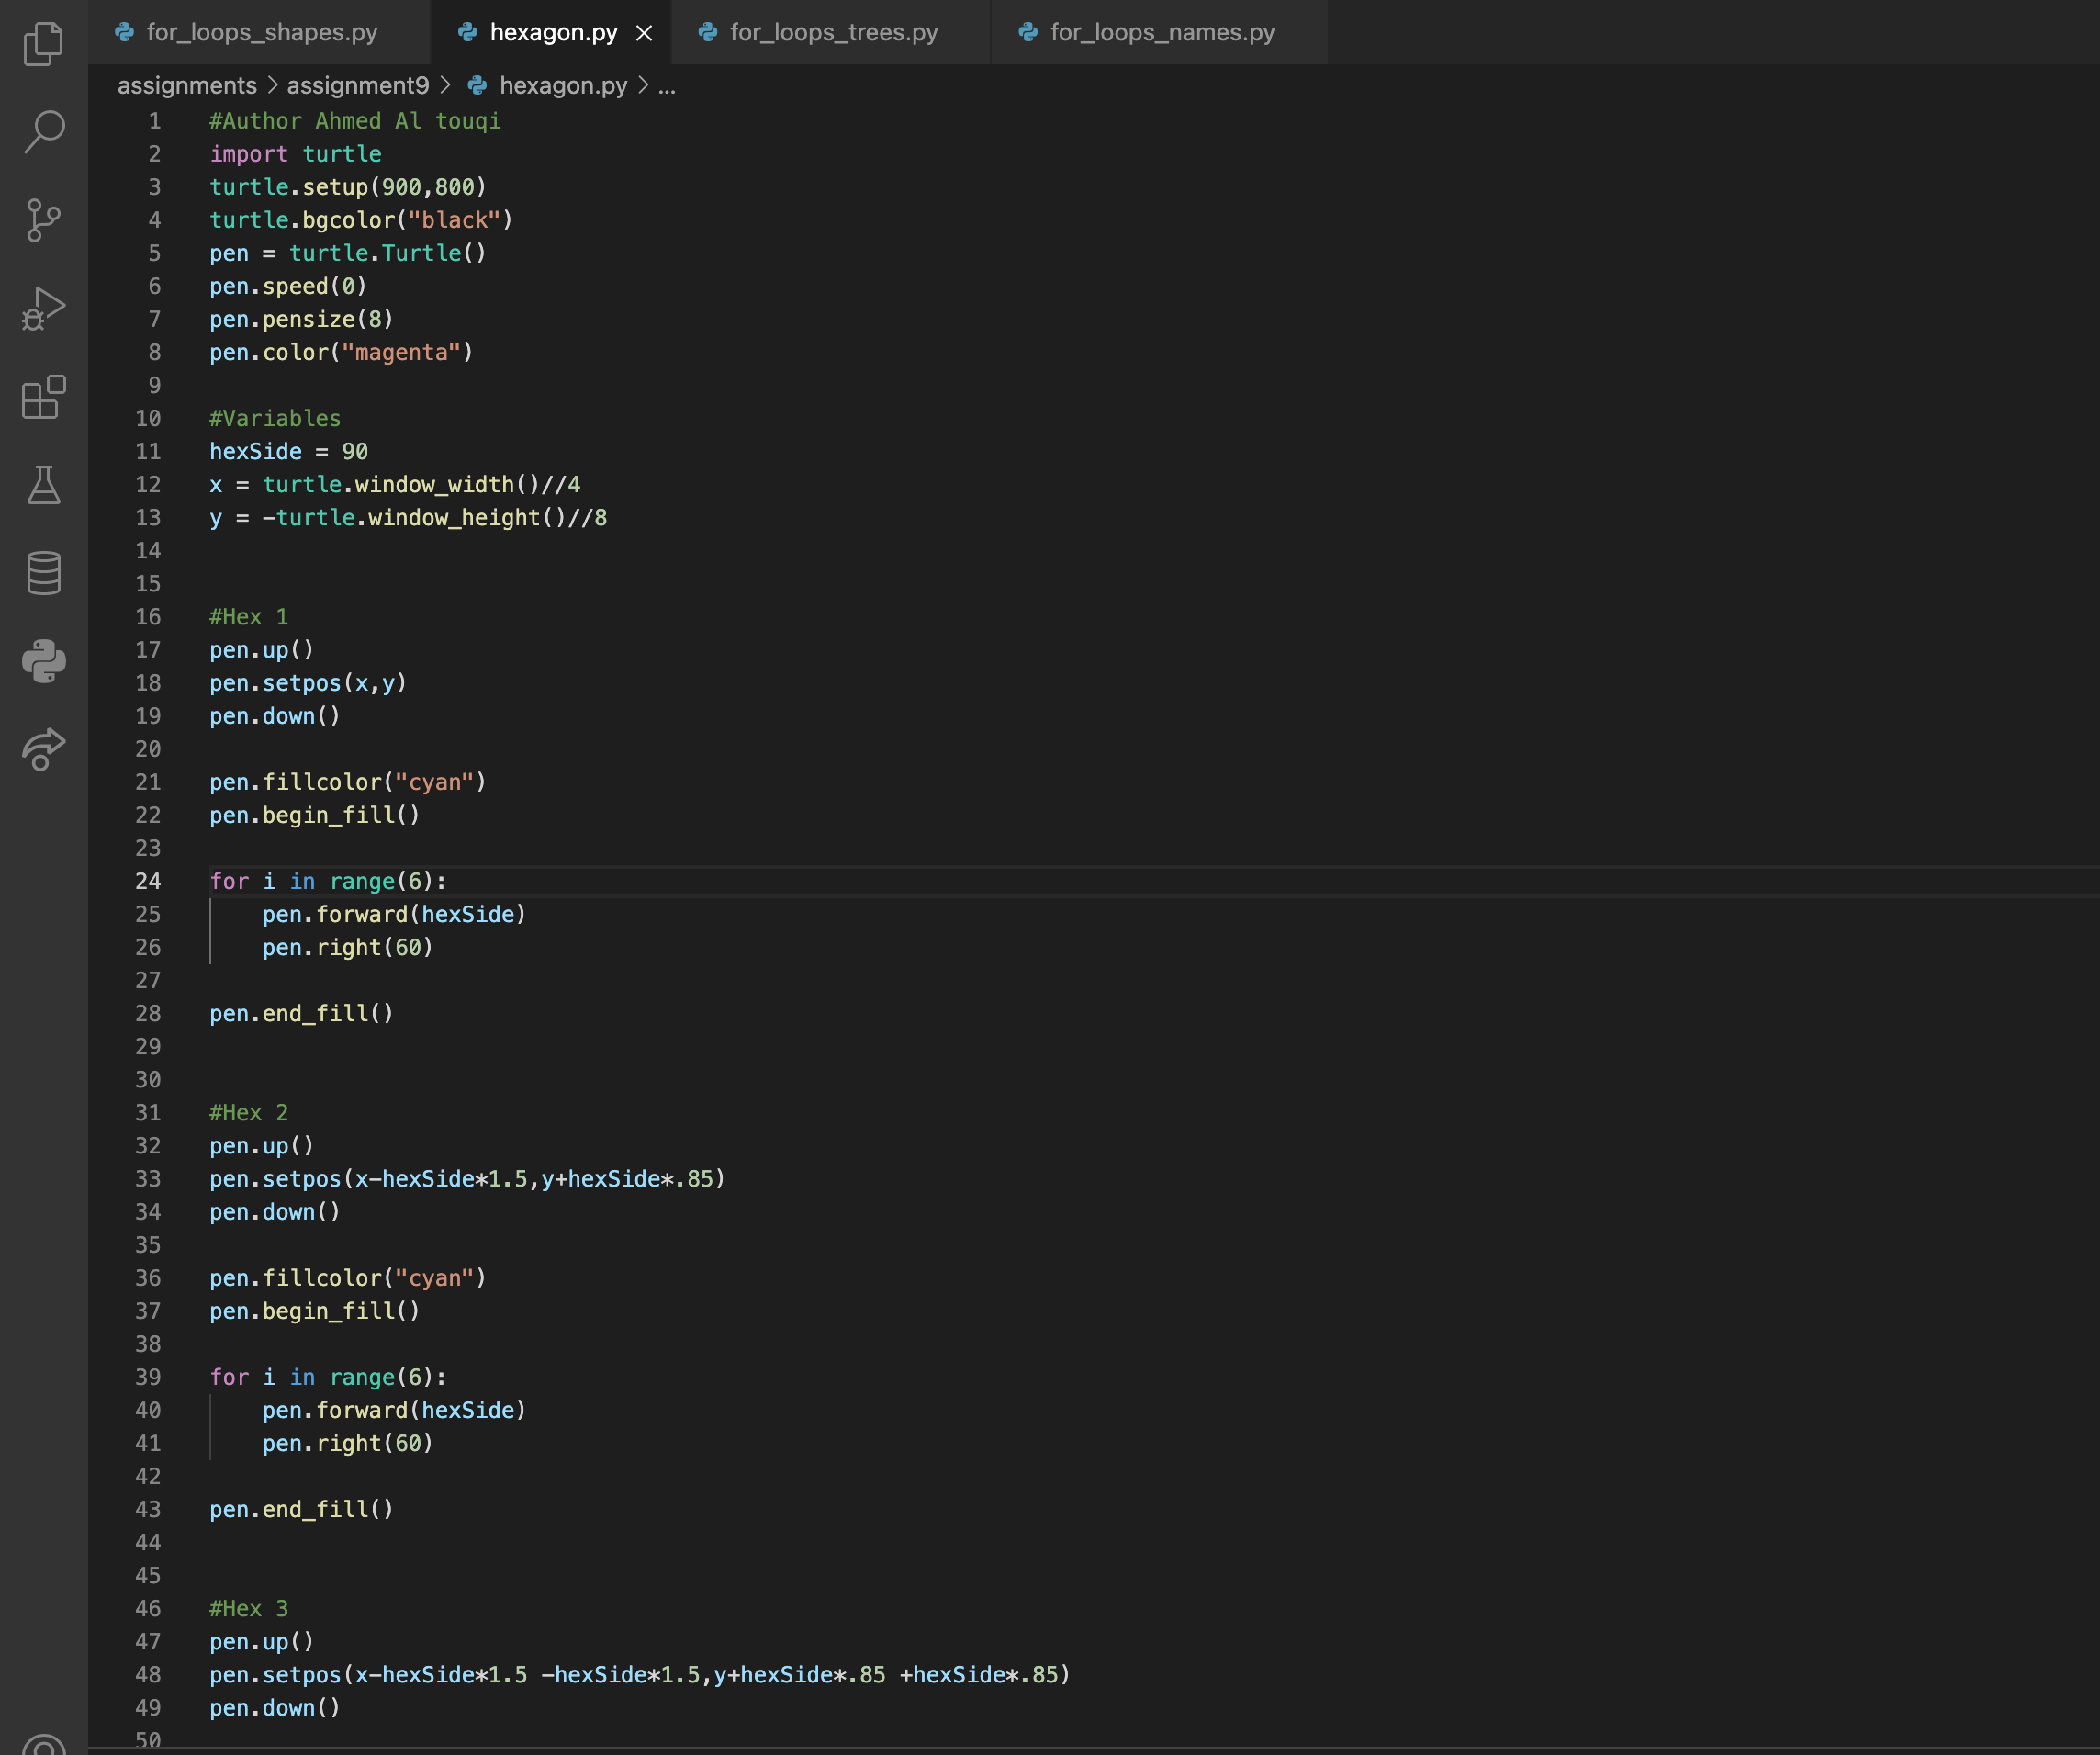 for_loops_shapes.py hexagon.py for_loops_trees.py for_loops_names.py
assignments > assignment9 > hexagon.py > ...
1 #Author Ahmed Al touqi
2 import turtle
3 turtle.setup(900,800)
4 turtle.bgcolor("black")
5 pen = turtle.Turtle()
6 pen.speed(0)
7 pen.pensize(8)
8 pen.color("magenta")
9
10 #Variables
11 hexSide = 90
12 x = turtle.window_width()//4
13 y = -turtle.window_height()//8
14
15
16 #Hex 1
17 pen.up()
18 pen.setpos(x,y)
19 pen.down()
20
21 pen.fillcolor("cyan")
22 pen.begin_fill()
23
24 for i in range(6):
25     pen.forward(hexSide)
26     pen.right(60)
27
28 pen.end_fill()
29
30
31 #Hex 2
32 pen.up()
33 pen.setpos(x-hexSide*1.5,y+hexSide*.85)
34 pen.down()
35
36 pen.fillcolor("cyan")
37 pen.begin_fill()
38
39 for i in range(6):
40     pen.forward(hexSide)
41     pen.right(60)
42
43 pen.end_fill()
44
45
46 #Hex 3
47 pen.up()
48 pen.setpos(x-hexSide*1.5 -hexSide*1.5,y+hexSide*.85 +hexSide*.85)
49 pen.down()
50